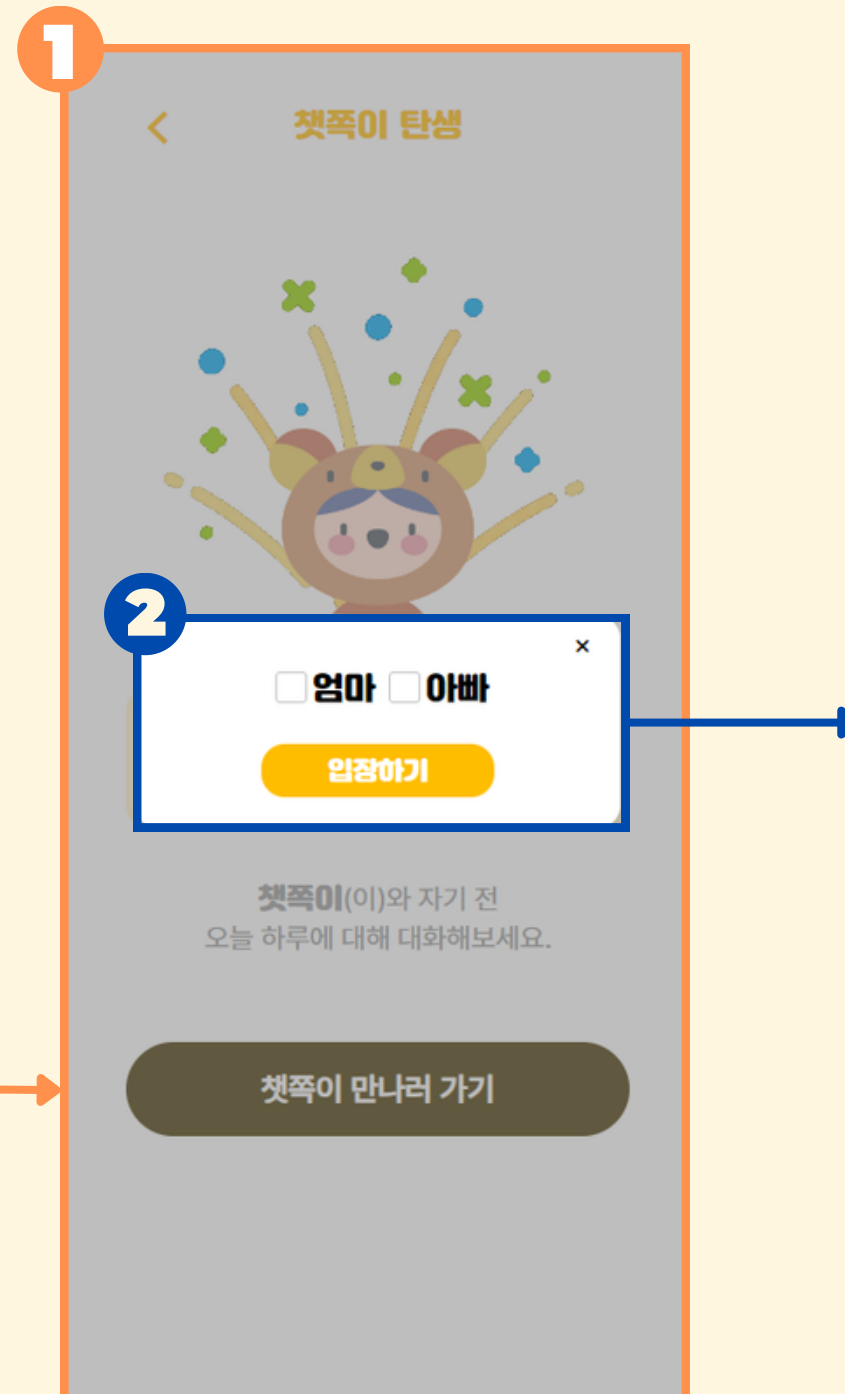 1
챗쪽이 탄생
2
×
엄마 아빠
입장하기
챗쪽이(이)와 자기 전
오늘 하루에 대해 대화해보세요.
챗쪽이 만나러 가기